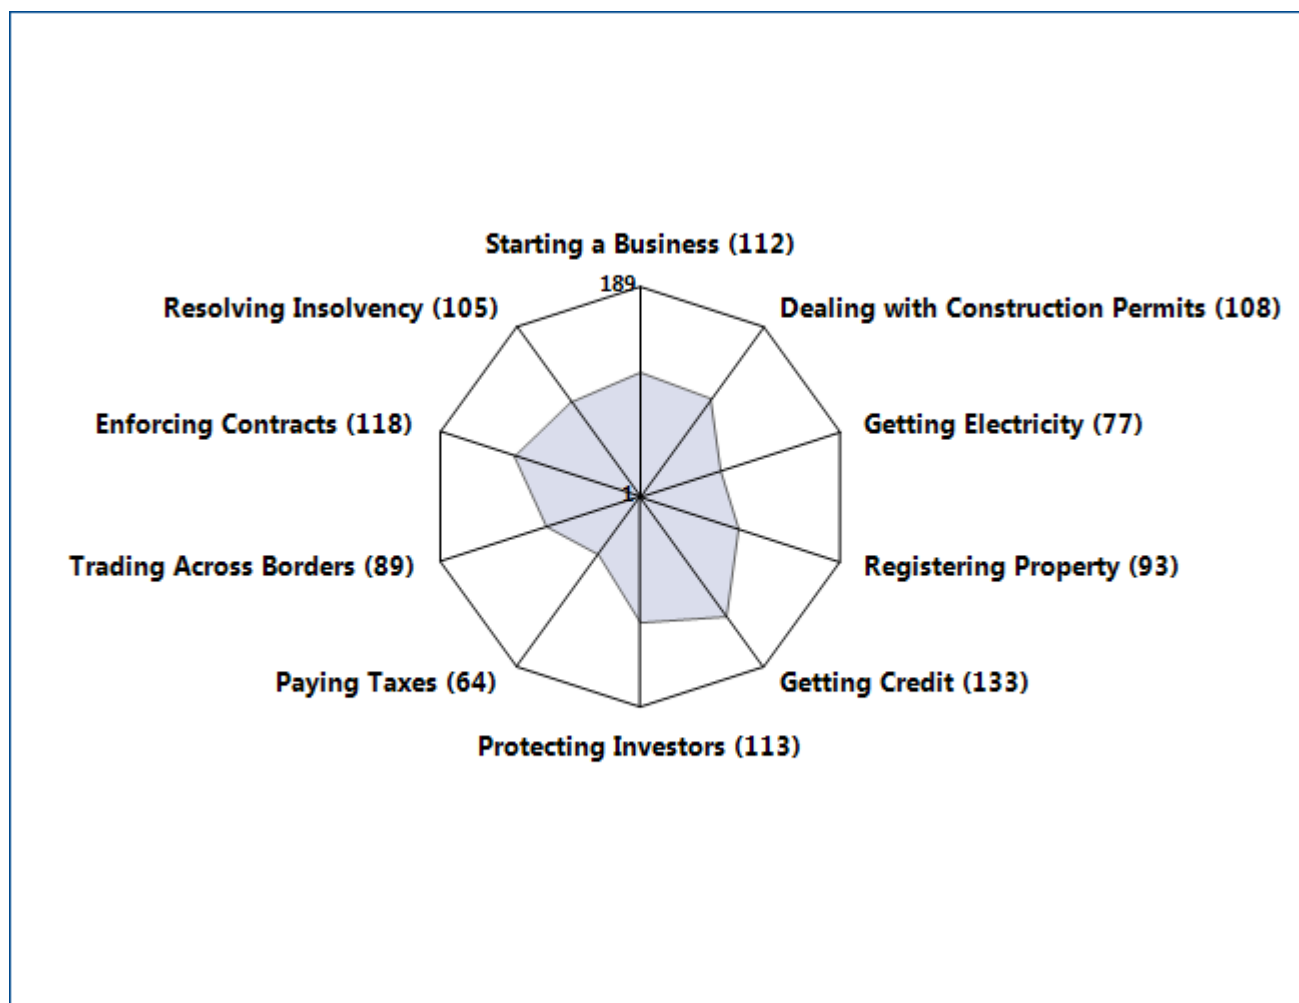 Starting a Business (112)
189
Resolving Insolvency (105)
Dealing with Construction Permits (108)
Enforcing Contracts (118)
Getting Electricity (77)
1
Trading Across Borders (89)
Registering Property (93)
Paying Taxes (64)
Getting Credit (133)
Protecting Investors (113)